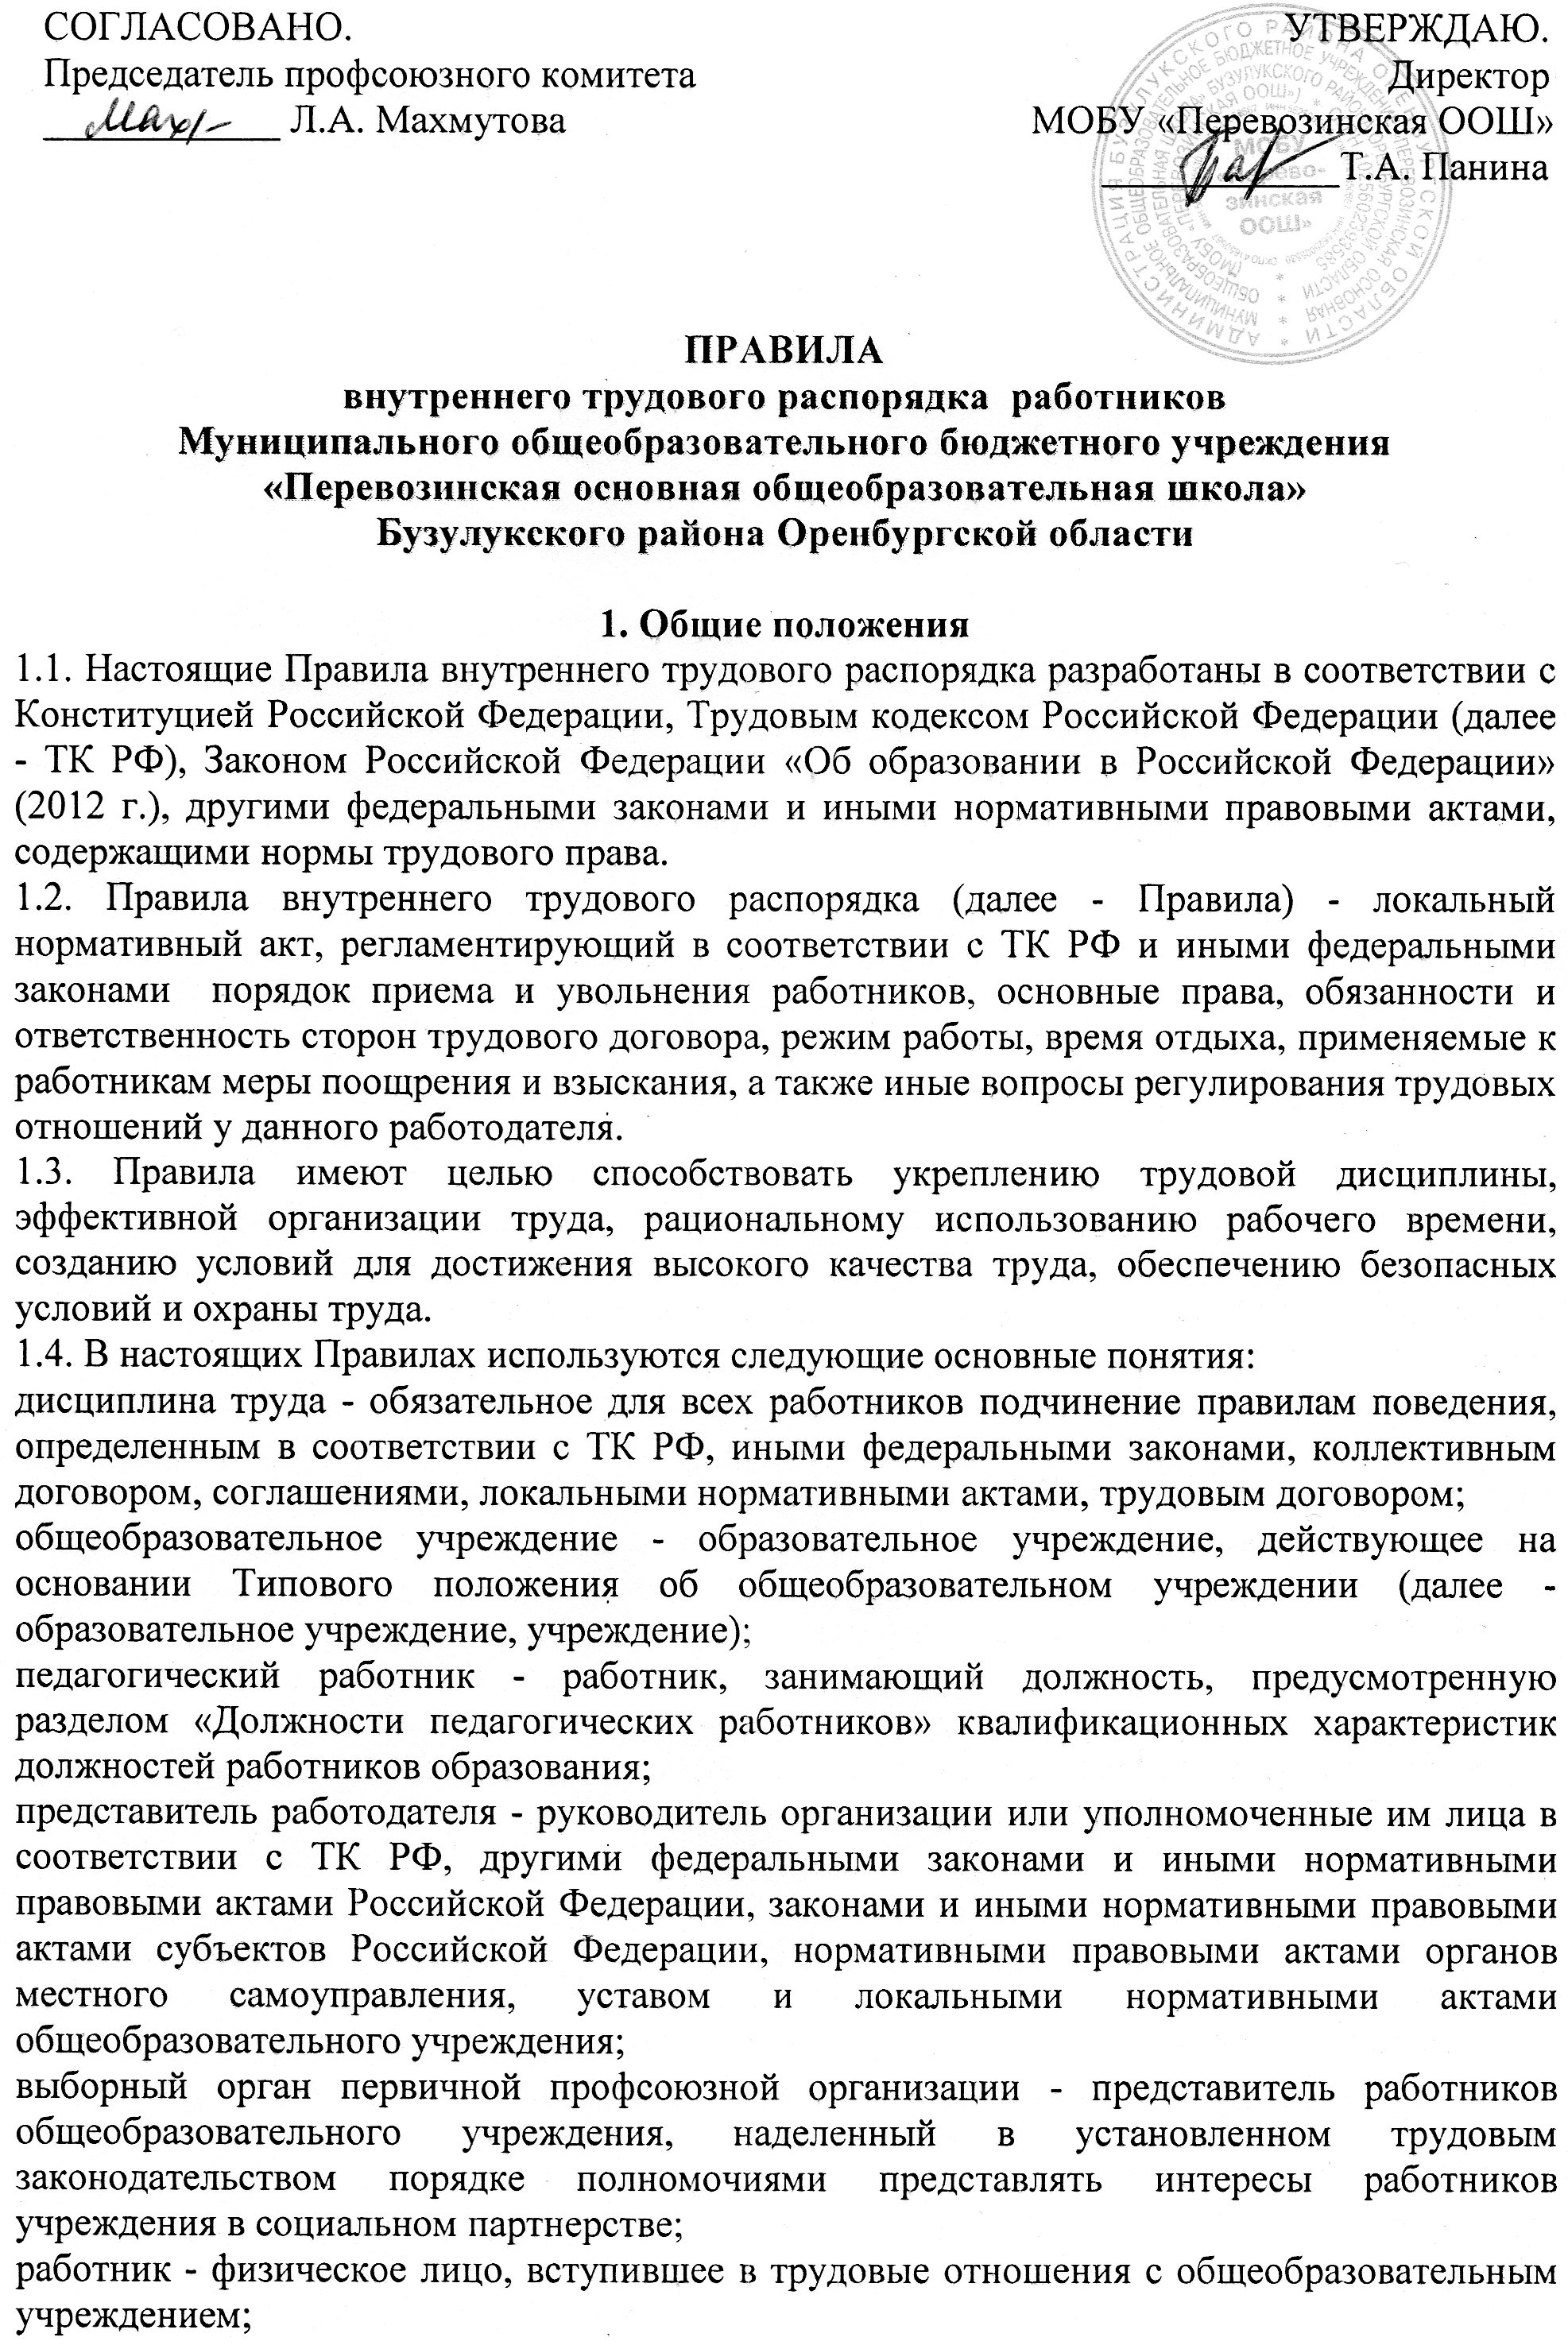 СОГЛАСОВАНО.
УТВЕРЖДАЮ.
Председатель профсоюзного комитета
Директор
Л.А. Махмутова
МОБУ «Перевозинская ООШ»
Т.А. Панина
МОБУ
зинская
ООШ»
ПРАВИЛА
внутреннего трудового распорядка работников
Муниципального общеобразовательного бюджетного учреждения
«Перевозинская основная общеобразовательная школа»
Бузулукского района Оренбургской области
1. Общие положения
1.1. Настоящие Правила внутреннего трудового распорядка разработаны в соответствии с
Конституцией Российской Федерации, Трудовым кодексом Российской Федерации (далее
- ТК РФ), Законом Российской Федерации «Об образовании в Российской Федерации»
(2012 г.), другими федеральными законами и иными нормативными правовыми актами,
содержащими нормы трудового права.
1.2. Правила внутреннего трудового распорядка (далее - Правила) - локальный
нормативный акт, регламентирующий в соответствии с ТК РФ и иными федеральными
законами порядок приема и увольнения работников, основные права, обязанности и
ответственность сторон трудового договора, режим работы, время отдыха, применяемые к
работникам меры поощрения и взыскания, а также иные вопросы регулирования трудовых
отношений у данного работодателя.
1.3. Правила имеют целью способствовать укреплению трудовой дисциплины,
эффективной организации труда, рациональному использованию рабочего времени,
созданию условий для достижения высокого качества труда, обеспечению безопасных
условий и охраны труда.
1.4. В настоящих Правилах используются следующие основные понятия:
дисциплина труда - обязательное для всех работников подчинение правилам поведения,
определенным в соответствии с ТК РФ, иными федеральными законами, коллективным
договором, соглашениями, локальными нормативными актами, трудовым договором;
общеобразовательное учреждение - образовательное учреждение, действующее на
основании Типового положения об общеобразовательном учреждении (далее -
образовательное учреждение, учреждение);
педагогический работник - работник, занимающий должность, предусмотренную
разделом «Должности педагогических работников» квалификационных характеристик
должностей работников образования;
представитель работодателя - руководитель организации или уполномоченные им лица в
соответствии с ТК РФ, другими федеральными законами и иными нормативными
правовыми актами Российской Федерации, законами и иными нормативными правовыми
актами субъектов Российской Федерации, нормативными правовыми актами органов
местного самоуправления, уставом и локальными нормативными актами
общеобразовательного учреждения;
выборный орган первичной профсоюзной организации - представитель работников
общеобразовательного учреждения, наделенный в установленном трудовым
законодательством порядке полномочиями представлять интересы работников
учреждения в социальном партнерстве;
работник - физическое лицо, вступившее в трудовые отношения с общеобразовательным
учреждением;